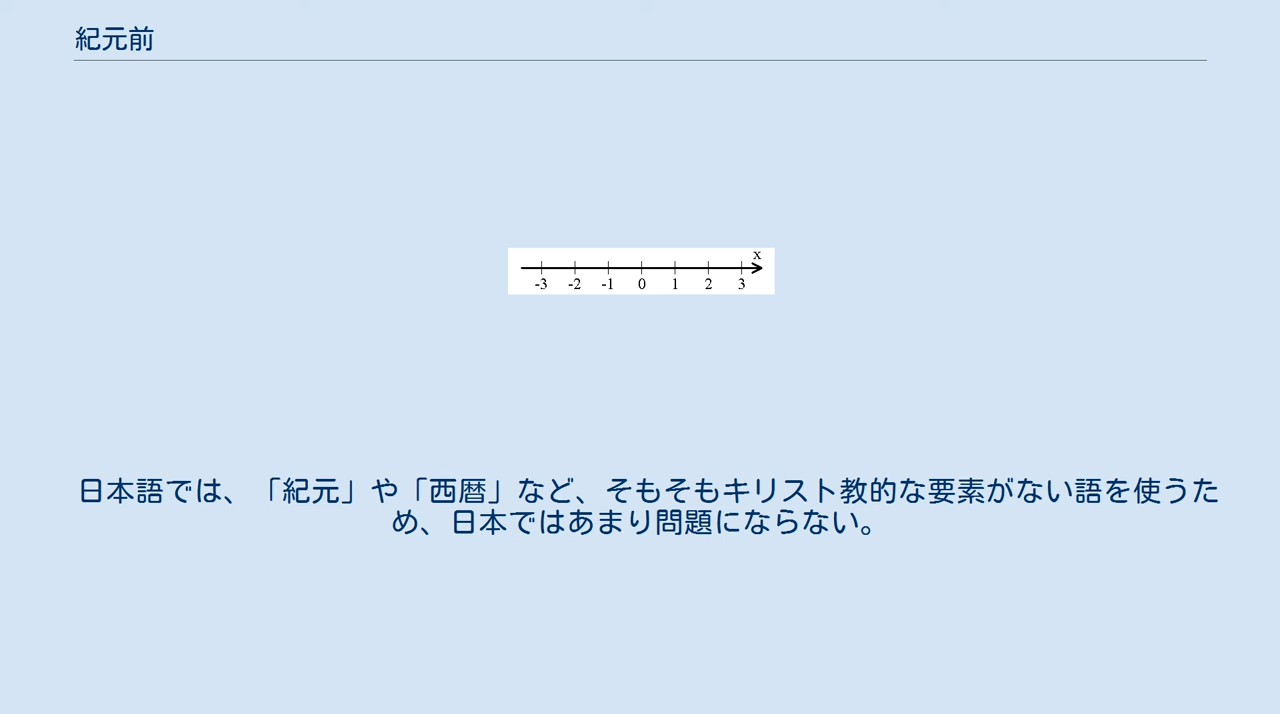 紀元前
x
-3 -2 -1 0 1 2 3
日本語では、「紀元」や「西暦」など、そもそもキリスト教的な要素がない語を使うた
め、日本ではあまり問題にならない。